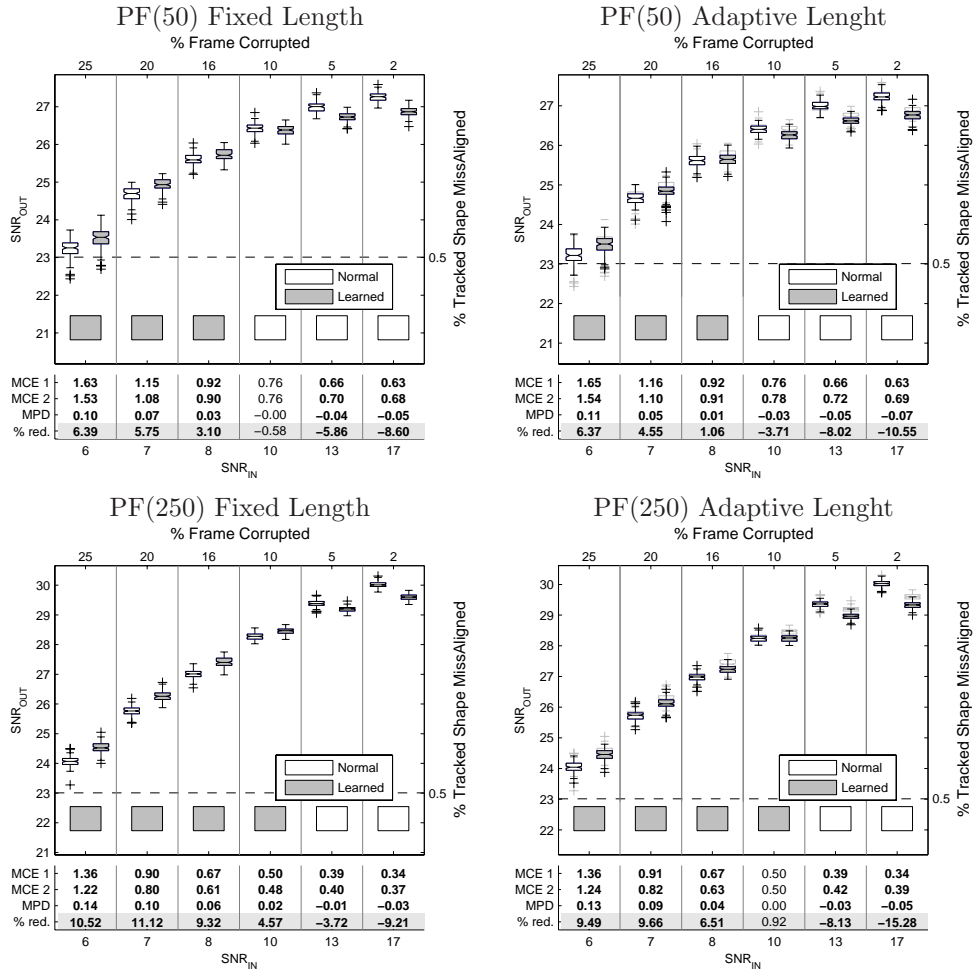 PF(50) Fixed Length
% Frame Corrupted
25 20 16 10 5 2
27
26
25
24
23
22
21
SNR_OUT
0.5
% Tracked Shape MissAligned
Normal
Learned
MCE 1 1.63 1.15 0.92 0.76 0.66 0.63
MCE 2 1.53 1.08 0.90 0.76 0.70 0.68
MPD 0.10 0.07 0.03 −0.00 −0.04 −0.05
% red. 6.39 5.75 3.10 −0.58 −5.86 −8.60
6 7 8 10 13 17
SNR_IN
PF(50) Adaptive Lenght
% Frame Corrupted
25 20 16 10 5 2
27
26
25
24
23
22
21
SNR_OUT
0.5
% Tracked Shape MissAligned
Normal
Learned
MCE 1 1.65 1.16 0.92 0.76 0.66 0.63
MCE 2 1.54 1.10 0.91 0.78 0.72 0.69
MPD 0.11 0.05 0.01 −0.03 −0.05 −0.07
% red. 6.37 4.55 1.06 −3.71 −8.02 −10.55
6 7 8 10 13 17
SNR_IN
PF(250) Fixed Length
% Frame Corrupted
25 20 16 10 5 2
30
29
28
27
26
25
24
23
22
21
SNR_OUT
0.5
% Tracked Shape MissAligned
Normal
Learned
MCE 1 1.36 0.90 0.67 0.50 0.39 0.34
MCE 2 1.22 0.80 0.61 0.48 0.40 0.37
MPD 0.14 0.10 0.06 0.02 −0.01 −0.03
% red. 10.52 11.12 9.32 4.57 −3.72 −9.21
6 7 8 10 13 17
SNR_IN
PF(250) Adaptive Lenght
% Frame Corrupted
25 20 16 10 5 2
30
29
28
27
26
25
24
23
22
SNR_OUT
0.5
% Tracked Shape MissAligned
Normal
Learned
MCE 1 1.36 0.91 0.67 0.50 0.39 0.34
MCE 2 1.24 0.82 0.63 0.50 0.42 0.39
MPD 0.13 0.09 0.04 0.00 −0.03 −0.05
% red. 9.49 9.66 6.51 0.92 −8.13 −15.28
6 7 8 10 13 17
SNR_IN